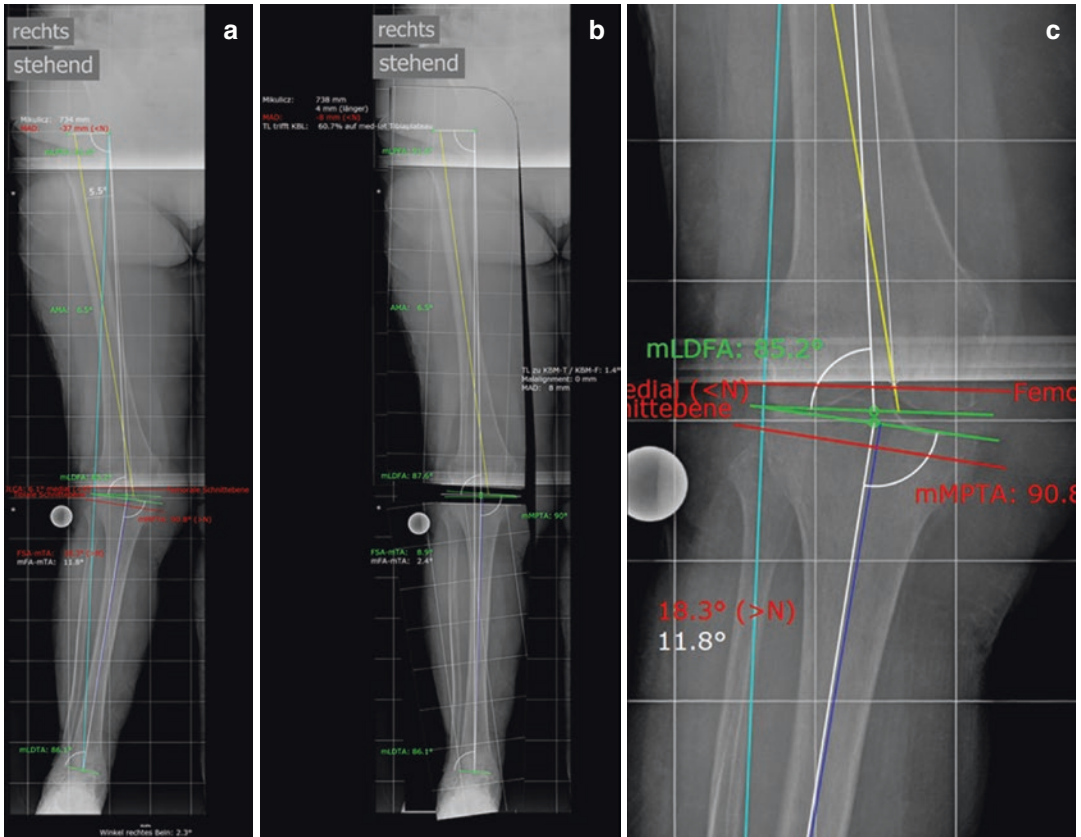 a
rechts
stehend
Mikulicz: 734 mm
MAD: -37 mm (<N)
5.5°
AMA: 6.5°
mLDFA: 85.2°
mMPTA: 90.8° (>N)
FSA-mTA: 18.3° (>N)
mFA-mTA: 11.8°
mLDTA: 86.1°
Winkel rechtes Bein: 2.3°
b
rechts
stehend
Mikulicz: 738 mm
4 mm (länger)
MAD: -8 mm (<N)
TL trifft KBL: 60.7% auf med-lat Tibiaplateau
AMA: 6.5°
TL zu KBM-T / KBM-F: 1.4°
Malalignment: 0 mm
MAD: 8 mm
mLDFA: 87.6°
mMPTA: 90°
FSA-mTA: 8.9°
mFA-mTA: 2.4°
mLDTA: 86.1°
c
mLDFA: 85.2°
edial (<N)
Femo
nittebene
mMPTA: 90.8
18.3° (>N)
11.8°